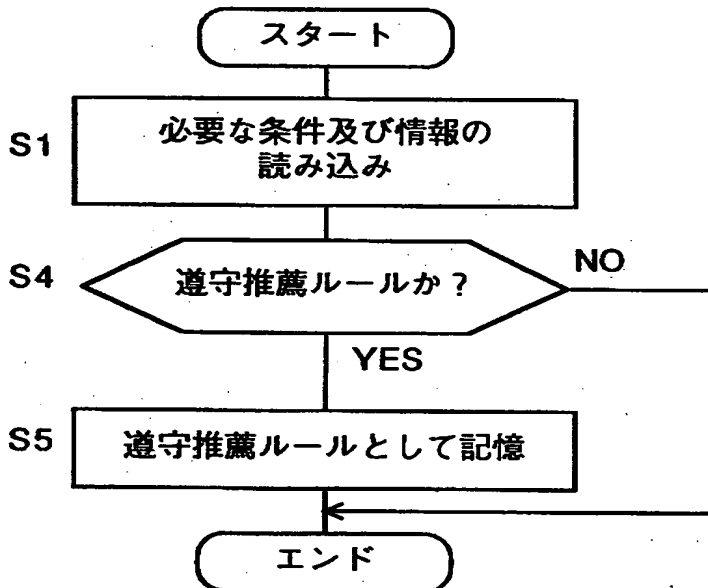 スタート
S1
必要な条件及び情報の
読み込み
S4
遵守推薦ルールか？
NO
YES
S5
遵守推薦ルールとして記憶
エンド